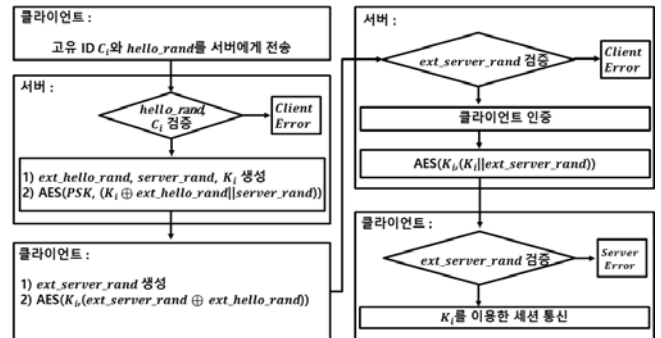 클라이언트 :
고유 ID C_i와 hello_rand를 서버에게 전송
서버 :
hello_rand,
C_i 검증
Client
Error
1) ext_hello_rand, server_rand, K_i 생성
2) AES(PSK, (K_i ⊕ ext_hello_rand||server_rand))
클라이언트 :
1) ext_server_rand 생성
2) AES(K_i,(ext_server_rand ⊕ ext_hello_rand))
서버 :
ext_server_rand 검증
Client
Error
클라이언트 인증
AES(K_i,(K_i||ext_server_rand))
클라이언트 :
ext_server_rand 검증
Server
Error
K_i를 이용한 세션 통신